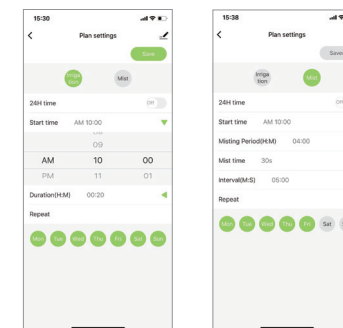 15:30
Plan settings
Save
Irriga
tion
Mist
24H time
Off
Start time AM 10:00
09
AM 10 00
PM 11 01
Duration(H:M) 00:20
Repeat
Mon Tue Wed Thu Fri Sat Sun
15:38
Plan settings
Irriga
tion
Mist
24H time
Start time AM 10:00
Misting Period(H:M) 04:00
Mist time 30s
Interval(M:S) 05:00
Repeat
Mon Tue Wed Thu Fri Sat